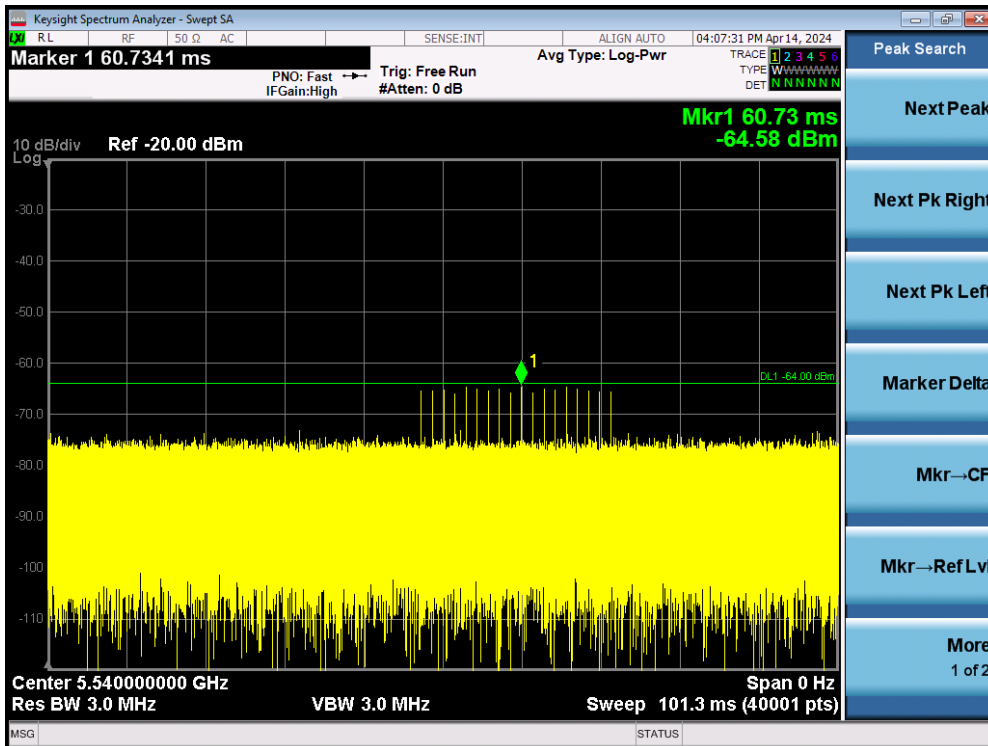 Keysight Spectrum Analyzer - Swept SA
LXI RL RF 50 Ω AC SENSE:INT ALIGN AUTO 04:07:31 PM Apr 14, 2024
Marker 1 60.7341 ms
PNO: Fast
IFGain:High
Trig: Free Run
#Atten: 0 dB
Avg Type: Log-Pwr
TRACE 1 2 3 4 5 6
TYPE WWWWWW
DET N N N N N N
Mkr1 60.73 ms
-64.58 dBm
10 dB/div Ref -20.00 dBm
Log
-30.0
-40.0
-50.0
-60.0
1
DL1 -64.00 dBm
-70.0
-80.0
-90.0
-100
-110
Center 5.540000000 GHz Span 0 Hz
Res BW 3.0 MHz VBW 3.0 MHz Sweep 101.3 ms (40001 pts)
MSG STATUS
Peak Search
Next Peak
Next Pk Right
Next Pk Left
Marker Delta
Mkr→CF
Mkr→Ref Lvl
More
1 of 2